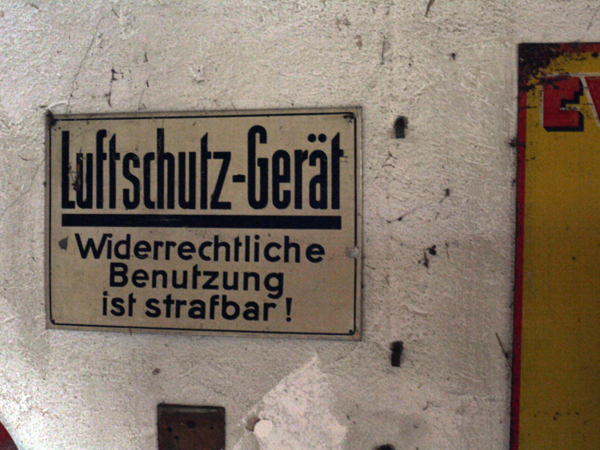 Luftschutz-Gerät
Widerrechtliche
Benutzung
ist strafbar!